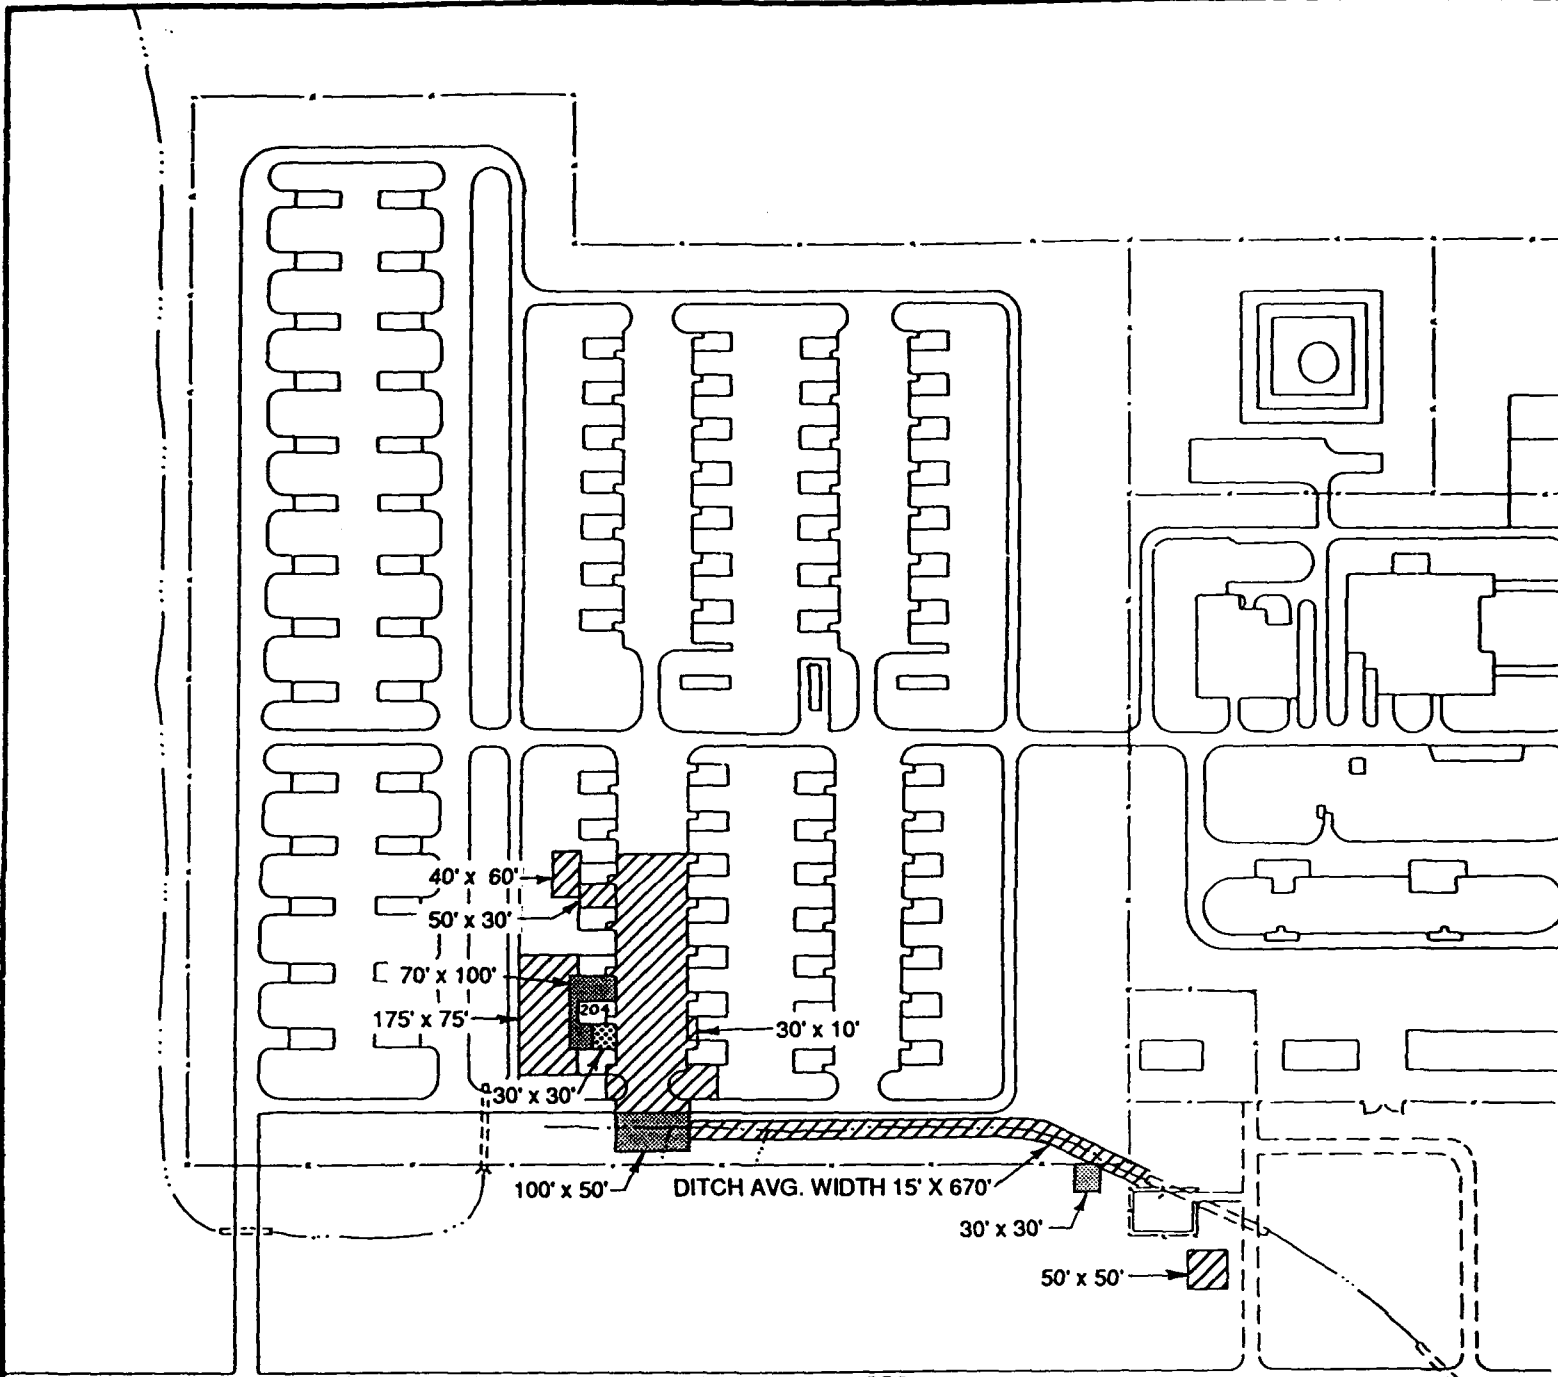 40' x 60'
50' x 30'
70' x 100'
204
175' x 75'
30' x 10'
30' x 30'
100' x 50'
DITCH AVG. WIDTH 15' X 670'
30' x 30'
50' x 50'